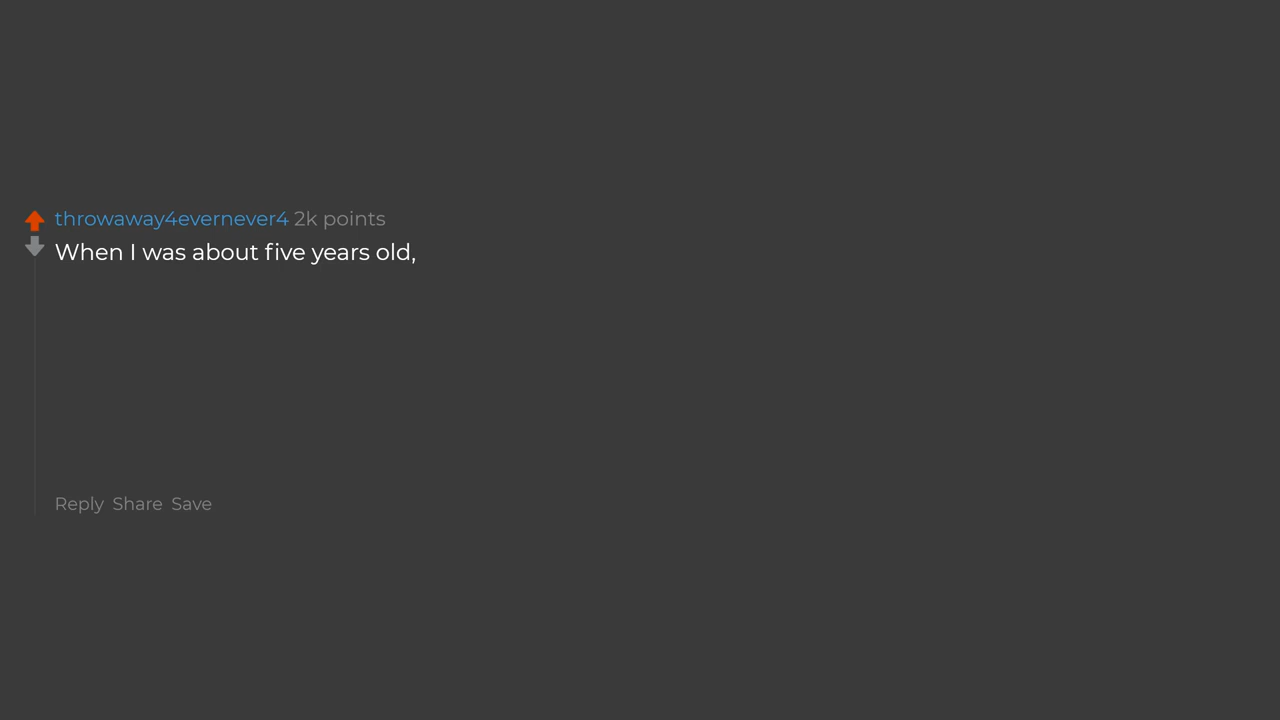 throwaway4evernever4 2k points
When I was about five years old,
Reply Share Save